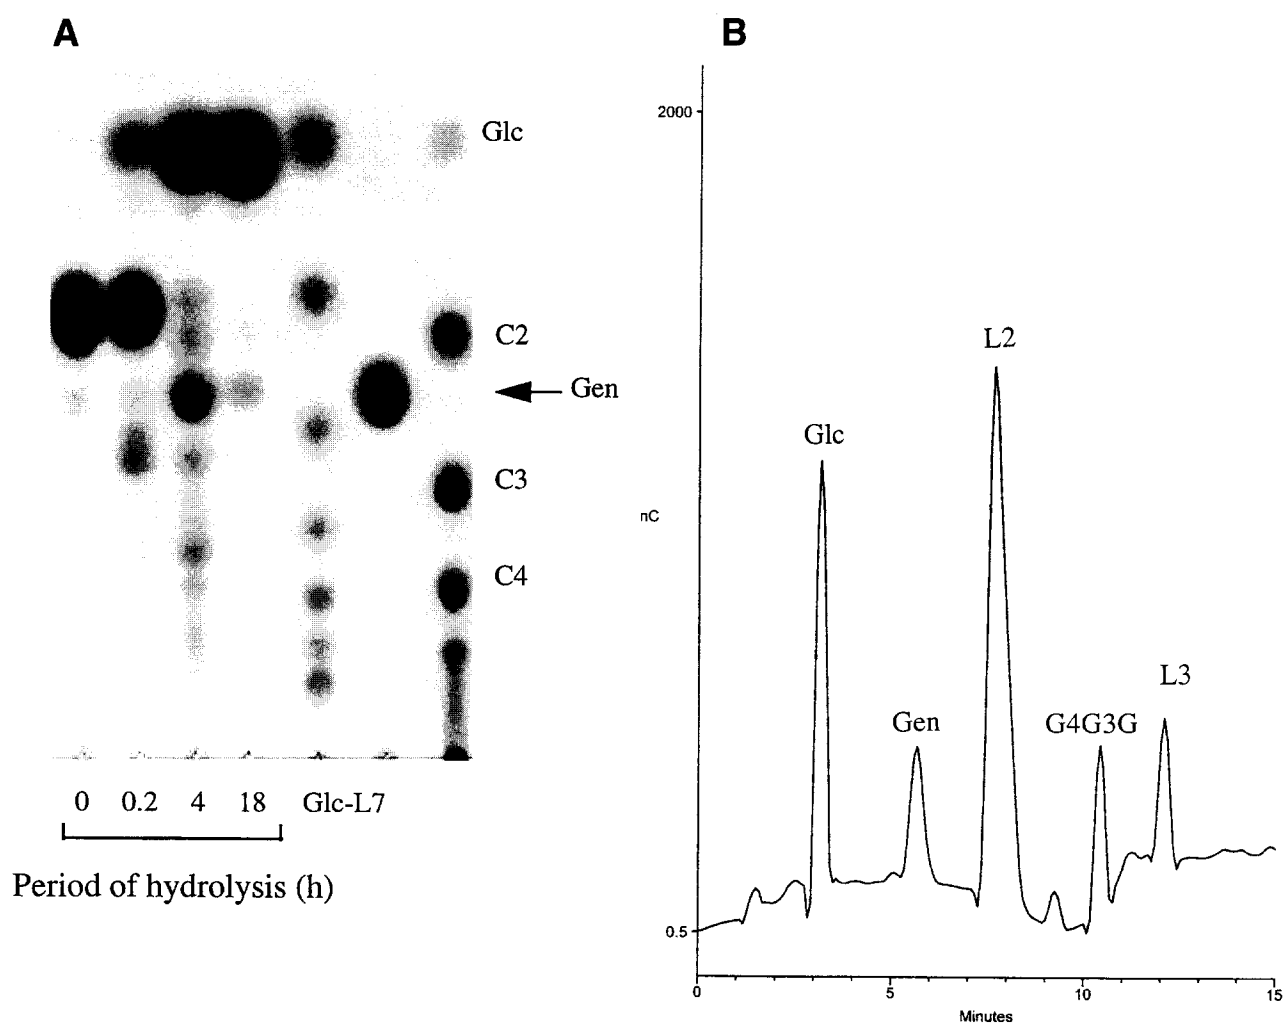 A
Glc
C2
Gen
C3
C4
0 0.2 4 18 Glc-L7
Period of hydrolysis (h)
B
2000
nC
0.5
Glc
Gen
L2
G4G3G
L3
0 5 10 15
Minutes